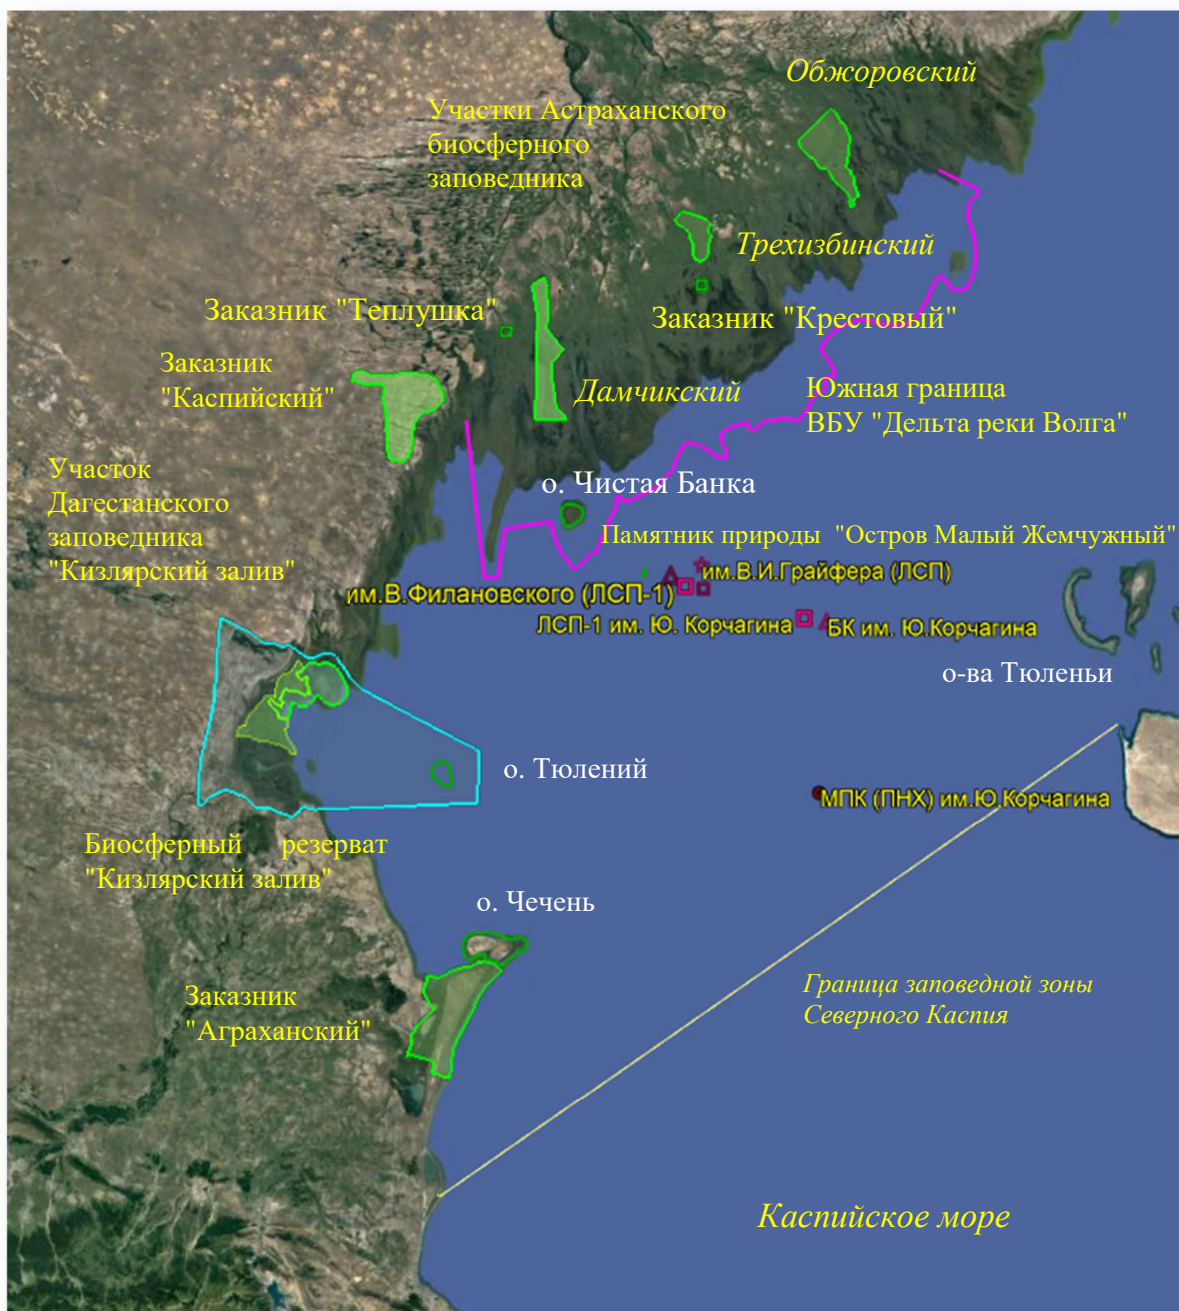 Обжоровский
Участки Астраханского
биосферного
заповедника
Трехизбинский
Заказник "Теплушка"
Заказник "Крестовый"
Заказник
"Каспийский"
Дамчикский
Южная граница
ВБУ "Дельта реки Волга"
Участок
Дагестанского
заповедника
"Кизлярский залив"
о. Чистая Банка
Памятник природы "Остров Малый Жемчужный"
им.В.И.Грайфера (ЛСП)
им.В.Филановского (ЛСП-1)
ЛСП-1 им. Ю. Корчагина
БК им. Ю.Корчагина
о-ва Тюленьи
о. Тюлений
МПК (ПНХ) им.Ю.Корчагина
Биосферный резерват
"Кизлярский залив"
о. Чечень
Заказник
"Аграханский"
Граница заповедной зоны
Северного Каспия
Каспийское море